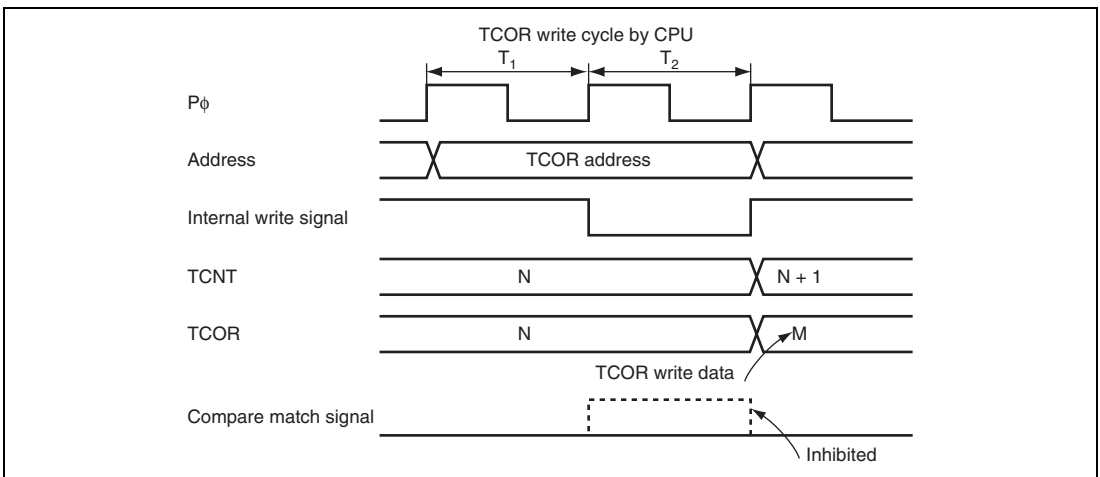 TCOR write cycle by CPU
T1 T2
Pϕ
Address TCOR address
Internal write signal
TCNT N N + 1
TCOR N M
TCOR write data
Compare match signal
Inhibited